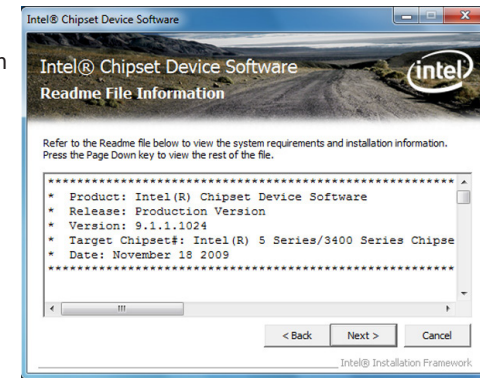 Intel® Chipset Device Software
Intel® Chipset Device Software
intel
Readme File Information
Refer to the Readme file below to view the system requirements and installation information.
Press the Page Down key to view the rest of the file.
************************************************************
* Product: Intel(R) Chipset Device Software
* Release: Production Version
* Version: 9.1.1.1024
* Target Chipset#: Intel(R) 5 Series/3400 Series Chipse
* Date: November 18 2009
************************************************************
< Back
Next >
Cancel
Intel® Installation Framework